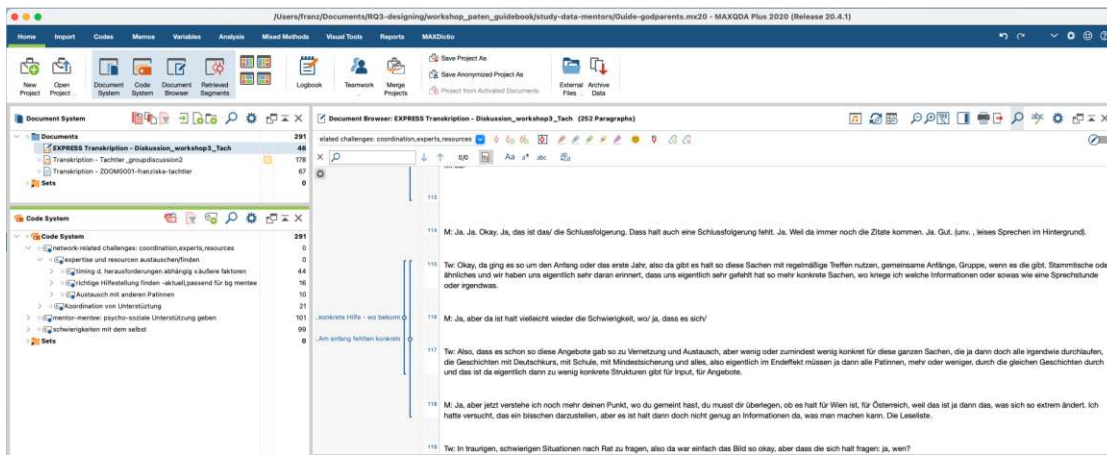 /Users/franz/Documents/RQ3-designing/workshop_paten_guidebook/study-data-mentors/Guide-godparents.mx20 - MAXQDA Plus 2020 (Release 20.4.1)
Home Import Codes Memos Variables Analysis Mixed Methods Visual Tools Reports MAXDictio
New Project
Open Project ...
Document System
Code System
Document Browser
Retrieved Segments
Logbook
Teamwork
Merge Projects
Save Project As
Save Anonymized Project As
Project from Activated Documents
External Files
Archive Data
Document System
Documents 291
EXPRESS Transkription - Diskussion_workshop3_Tach 46
Transkription - Tachtler_groupdiscussion2 178
Transkription - ZOOM0001-franziska-tachtler 67
Sets 0
Code System
Code System 291
network-related challenges: coordination,experts,resources 0
expertise und resourcen austauschen/finden 0
timing d. herausforderungen abhängig v.äußere faktoren 44
richtige Hilfestellung finden -aktuell,passend für bg mentee 16
Austausch mit anderen Patinnen 10
Koordination von Unterstüztung 21
mentor-mentee: psycho-soziale Unterstützung geben 101
schwierigkeiten mit dem selbst 99
Sets 0
Document Browser: EXPRESS Transkription - Diskussion_workshop3_Tach (252 Paragraphs)
elated challenges: coordination,experts,resources
0/0 Aa a* abc
113
114 M: Ja. Ja. Okay. Ja, das ist das/ die Schlussfolgerung. Dass halt auch eine Schlussfolgerung fehlt. Ja. Weil da immer noch die Zitate kommen. Ja. Gut. (unv. , leises Sprechen im Hintergrund).
115 Tw: Okay, da ging es so um den Anfang oder das erste Jahr, also da gibt es halt so diese Sachen mit regelmäßige Treffen nutzen, gemeinsame Anfänge, Gruppe, wenn es die gibt. Stammtische ode
ähnliches und wir haben uns eigentlich sehr daran erinnert, dass uns eigentlich sehr gefehlt hat so mehr konkrete Sachen, wo kriege ich welche Informationen oder sowas wie eine Sprechstunde
oder irgendwas.
..konkrete Hilfe - wo bekomm
116 M: Ja, aber da ist halt vielleicht wieder die Schwierigkeit, wo/ ja, dass es sich/
..Am anfang fehlten konkrete
117 Tw: Also, dass es schon so diese Angebote gab so zu Vernetzung und Austausch, aber wenig oder zumindest wenig konkret für diese ganzen Sachen, die ja dann doch alle irgendwie durchlaufen,
die Geschichten mit Deutschkurs, mit Schule, mit Mindestsicherung und alles, also eigentlich im Endeffekt müssen ja dann alle Patinnen, mehr oder weniger, durch die gleichen Geschichten durch
und das ist da eigentlich dann zu wenig konkrete Strukturen gibt für Input, für Angebote.
118 M: Ja, aber jetzt verstehe ich noch mehr deinen Punkt, wo du gemeint hast, du musst dir überlegen, ob es halt für Wien ist, für Österreich, weil das ist ja dann das, was sich so extrem ändert. Ich
hatte versucht, das ein bisschen darzustellen, aber es ist halt dann doch nicht genug an Informationen da, was man machen kann. Die Leseliste.
119 Tw: In traurigen, schwierigen Situationen nach Rat zu fragen, also da war einfach das Bild so okay, aber dass die sich halt fragen: ja, wen?